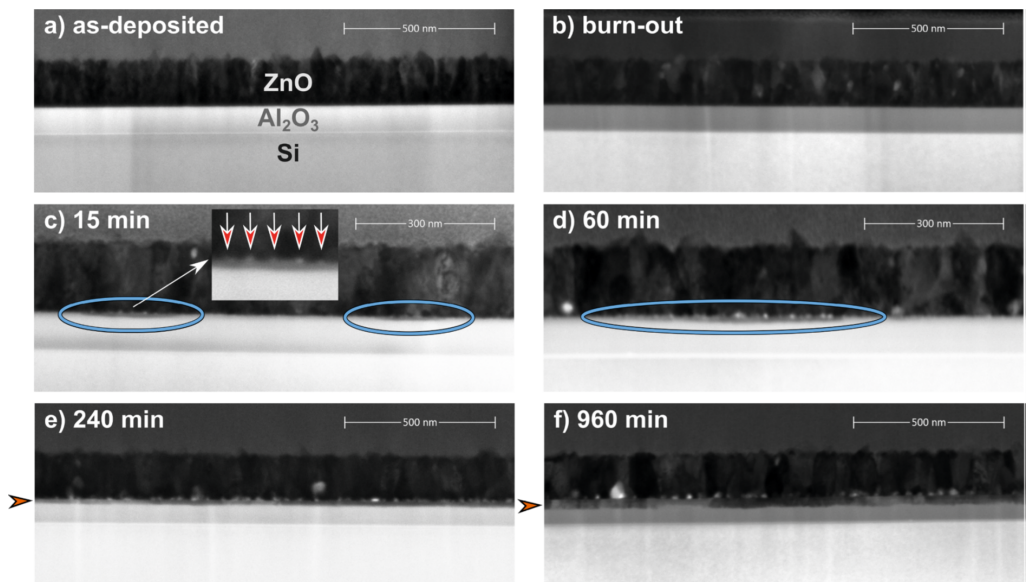 a) as-deposited
500 nm
ZnO
Al₂O₃
Si
b) burn-out
500 nm
c) 15 min
300 nm
d) 60 min
300 nm
e) 240 min
500 nm
f) 960 min
500 nm